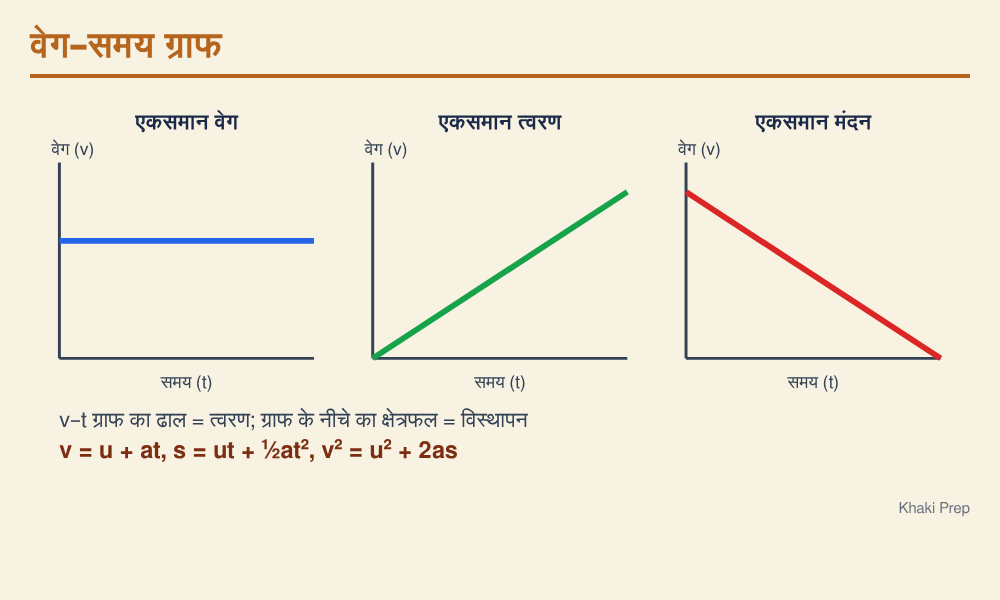 वेग–समय ग्राफ
एकसमान वेग
वेग (v)
समय (t)
एकसमान त्वरण
वेग (v)
समय (t)
एकसमान मंदन
वेग (v)
समय (t)
v–t ग्राफ का ढाल = त्वरण; ग्राफ के नीचे का क्षेत्रफल = विस्थापन
v = u + at, s = ut + ½at², v² = u² + 2as
Khaki Prep